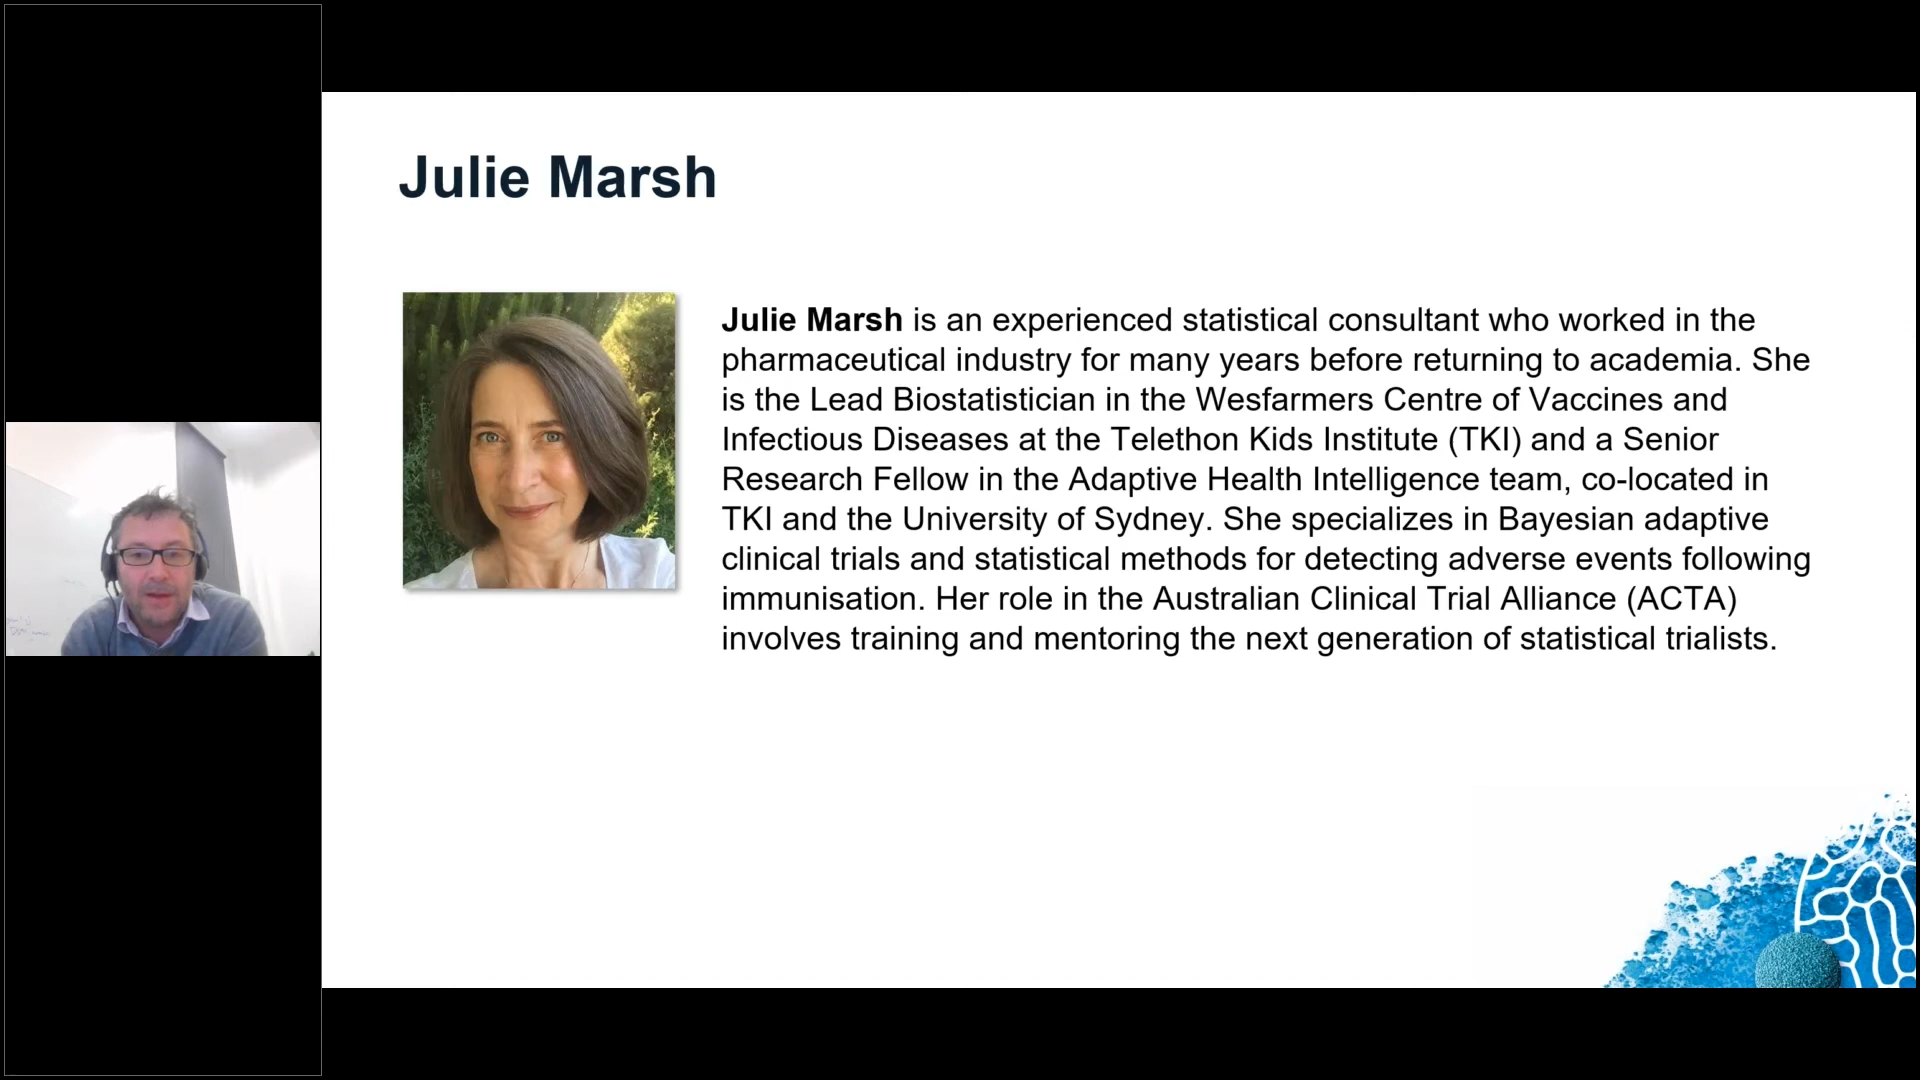 Julie Marsh
Julie Marsh is an experienced statistical consultant who worked in the
pharmaceutical industry for many years before returning to academia. She
is the Lead Biostatistician in the Wesfarmers Centre of Vaccines and
Infectious Diseases at the Telethon Kids Institute (TKI) and a Senior
Research Fellow in the Adaptive Health Intelligence team, co-located in
TKI and the University of Sydney. She specializes in Bayesian adaptive
clinical trials and statistical methods for detecting adverse events following
immunisation. Her role in the Australian Clinical Trial Alliance (ACTA)
involves training and mentoring the next generation of statistical trialists.